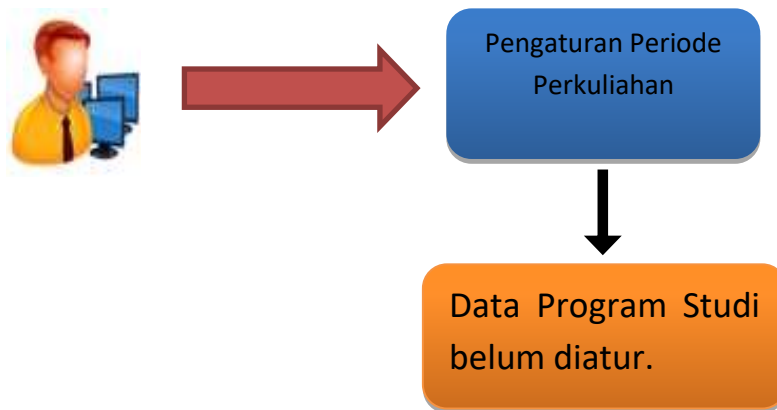 Pengaturan Periode
Perkuliahan
Data Program Studi
belum diatur.